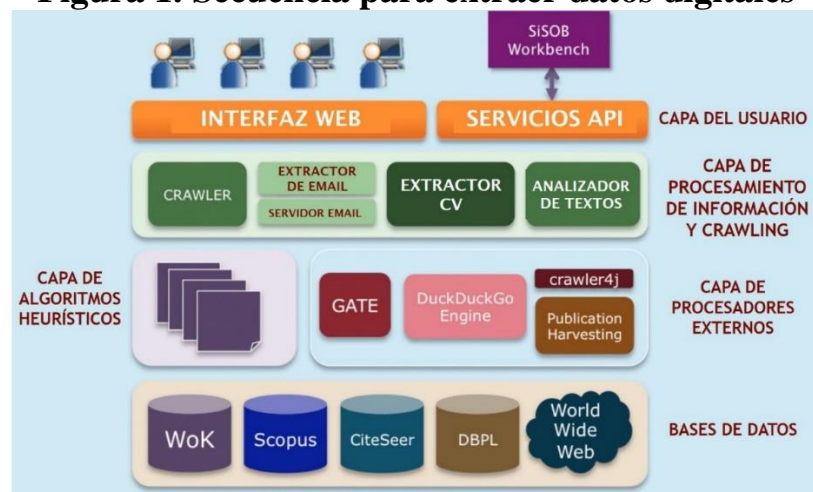 Figura 1. Secuencia para extraer datos digitales
SiSOB
Workbench
INTERFAZ WEB
SERVICIOS API
CAPA DEL USUARIO
CRAWLER
EXTRACTOR
DE EMAIL
SERVIDOR EMAIL
EXTRACTOR
CV
ANALIZADOR
DE TEXTOS
CAPA DE
PROCESAMIENTO
DE INFORMACIÓN
Y CRAWLING
CAPA DE
ALGORITMOS
HEURÍSTICOS
GATE
DuckDuckGo
Engine
crawler4j
Publication
Harvesting
CAPA DE
PROCESADORES
EXTERNOS
WoK
Scopus
CiteSeer
DBPL
World
Wide
Web
BASES DE DATOS